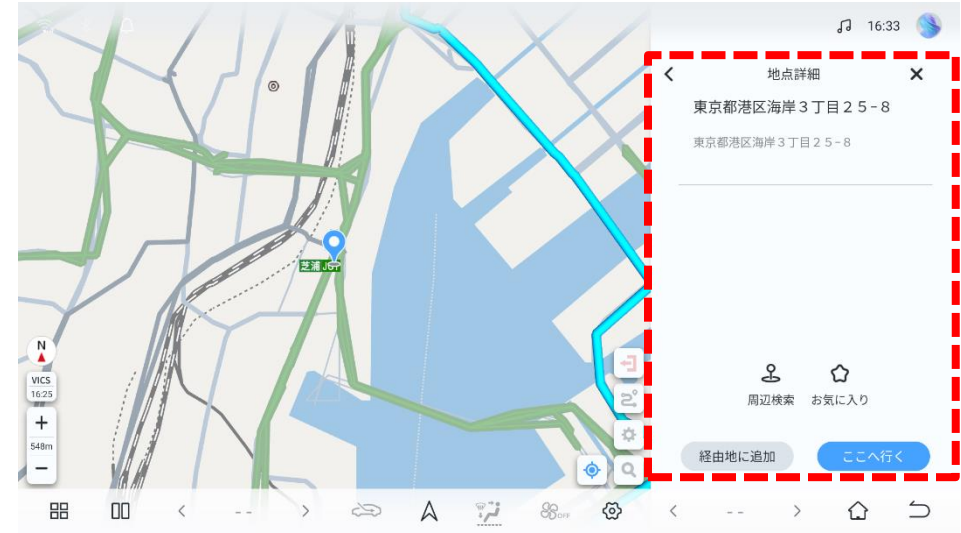 16:33
地点詳細
東京都港区海岸３丁目２５−８
東京都港区海岸３丁目２５−８
芝浦JCT
N
VICS
16:25
+
548m
−
周辺検索
お気に入り
経由地に追加
ここへ行く
--
OFF
--